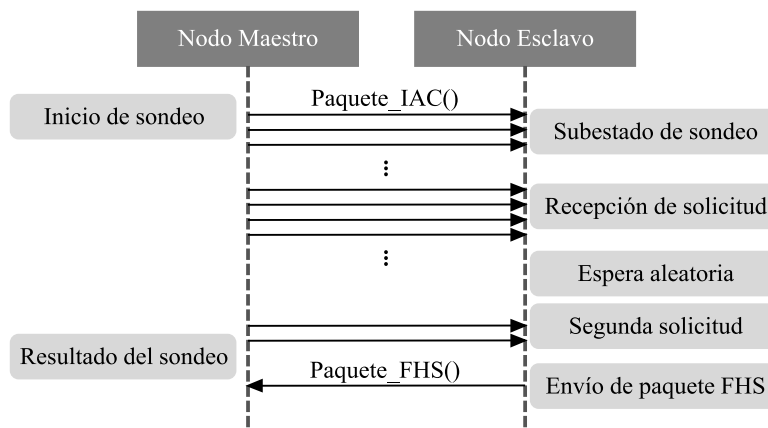 Nodo Maestro
Nodo Esclavo
Paquete_IAC()
Inicio de sondeo
Subestado de sondeo
Recepción de solicitud
Espera aleatoria
Segunda solicitud
Resultado del sondeo
Paquete_FHS()
Envío de paquete FHS